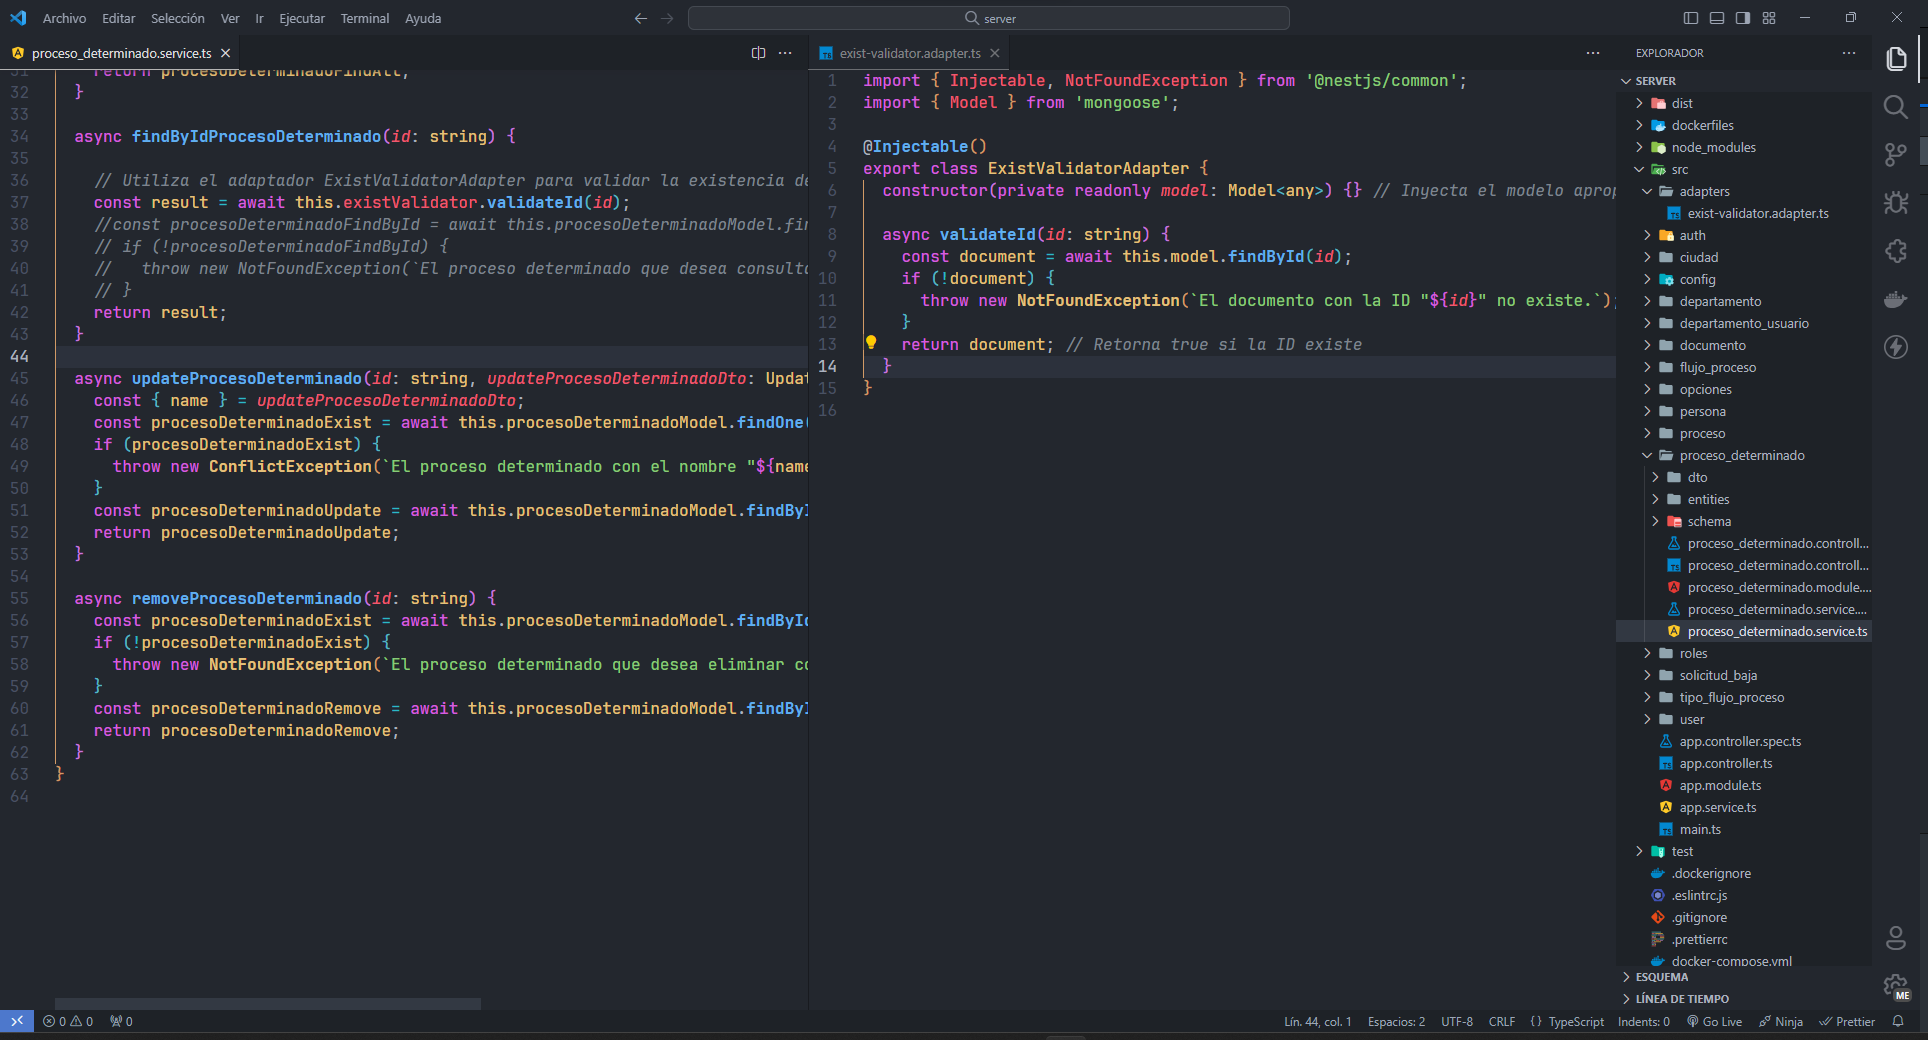 Archivo Editar Selección Ver Ir Ejecutar Terminal Ayuda
server
proceso_determinado.service.ts
31 return procesoDeterminadoFindAll;
32 }
33
34 async findByIdProcesoDeterminado(id: string) {
35
36 // Utiliza el adaptador ExistValidatorAdapter para validar la existencia de
37 const result = await this.existValidator.validateId(id);
38 //const procesoDeterminadoFindById = await this.procesoDeterminadoModel.fin
39 // if (!procesoDeterminadoFindById) {
40 //   throw new NotFoundException(`El proceso determinado que desea consulta
41 // }
42 return result;
43 }
44
45 async updateProcesoDeterminado(id: string, updateProcesoDeterminadoDto: Updat
46 const { name } = updateProcesoDeterminadoDto;
47 const procesoDeterminadoExist = await this.procesoDeterminadoModel.findOne(
48 if (procesoDeterminadoExist) {
49 throw new ConflictException(`El proceso determinado con el nombre "${name
50 }
51 const procesoDeterminadoUpdate = await this.procesoDeterminadoModel.findByI
52 return procesoDeterminadoUpdate;
53 }
54
55 async removeProcesoDeterminado(id: string) {
56 const procesoDeterminadoExist = await this.procesoDeterminadoModel.findById
57 if (!procesoDeterminadoExist) {
58 throw new NotFoundException(`El proceso determinado que desea eliminar co
59 }
60 const procesoDeterminadoRemove = await this.procesoDeterminadoModel.findByI
61 return procesoDeterminadoRemove;
62 }
63 }
64
exist-validator.adapter.ts
1 import { Injectable, NotFoundException } from '@nestjs/common';
2 import { Model } from 'mongoose';
3
4 @Injectable()
5 export class ExistValidatorAdapter {
6 constructor(private readonly model: Model<any>) {} // Inyecta el modelo aprop
7
8 async validateId(id: string) {
9 const document = await this.model.findById(id);
10 if (!document) {
11 throw new NotFoundException(`El documento con la ID "${id}" no existe.`);
12 }
13 return document; // Retorna true si la ID existe
14 }
15 }
16
EXPLORADOR
SERVER
dist
dockerfiles
node_modules
src
adapters
exist-validator.adapter.ts
auth
ciudad
config
departamento
departamento_usuario
documento
flujo_proceso
opciones
persona
proceso
proceso_determinado
dto
entities
schema
proceso_determinado.controll...
proceso_determinado.controll...
proceso_determinado.module....
proceso_determinado.service....
proceso_determinado.service.ts
roles
solicitud_baja
tipo_flujo_proceso
user
app.controller.spec.ts
app.controller.ts
app.module.ts
app.service.ts
main.ts
test
.dockerignore
.eslintrc.js
.gitignore
.prettierrc
docker-compose.yml
ESQUEMA
LÍNEA DE TIEMPO
ME
0 0 0 Lín. 44, col. 1 Espacios: 2 UTF-8 CRLF { } TypeScript Indents: 0 Go Live Ninja Prettier